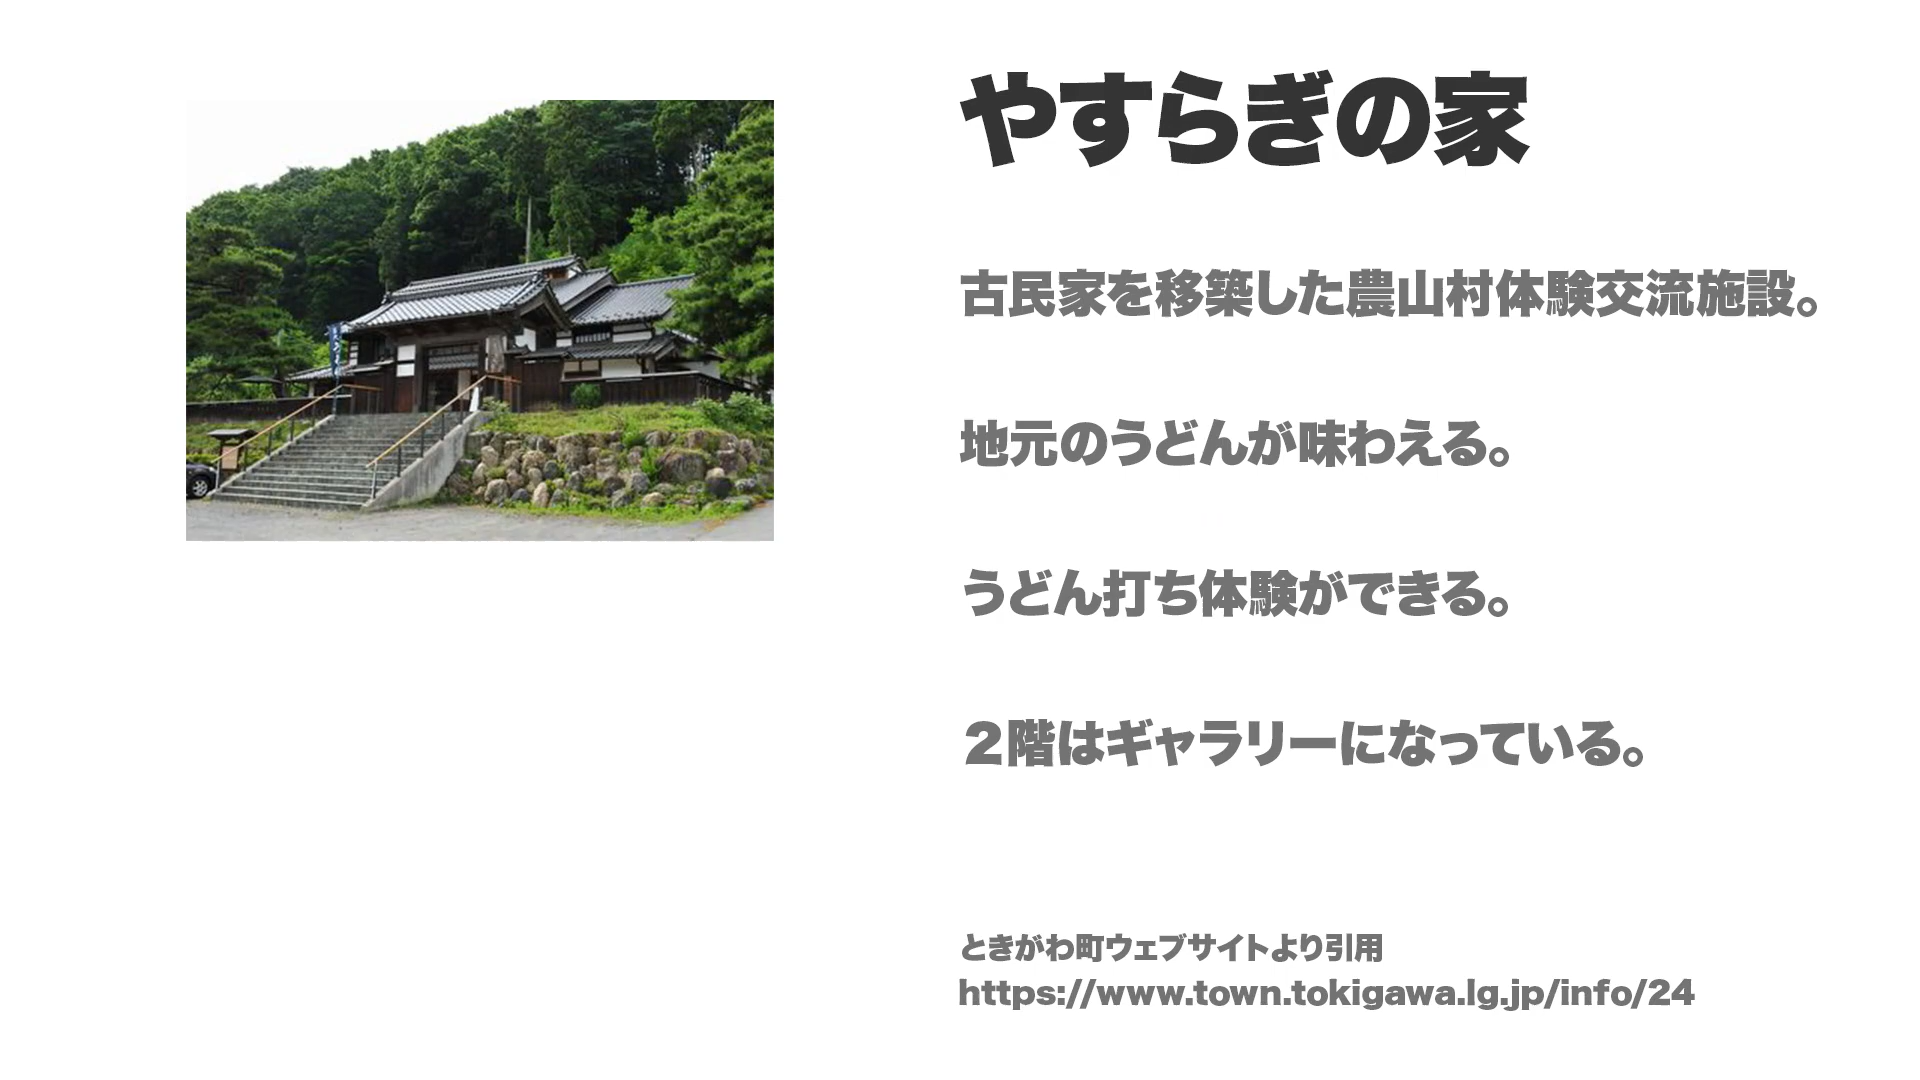 やすらぎの家
古民家を移築した農山村体験交流施設。
地元のうどんが味わえる。
うどん打ち体験ができる。
２階はギャラリーになっている。
ときがわ町ウェブサイトより引用
https://www.town.tokigawa.lg.jp/info/24